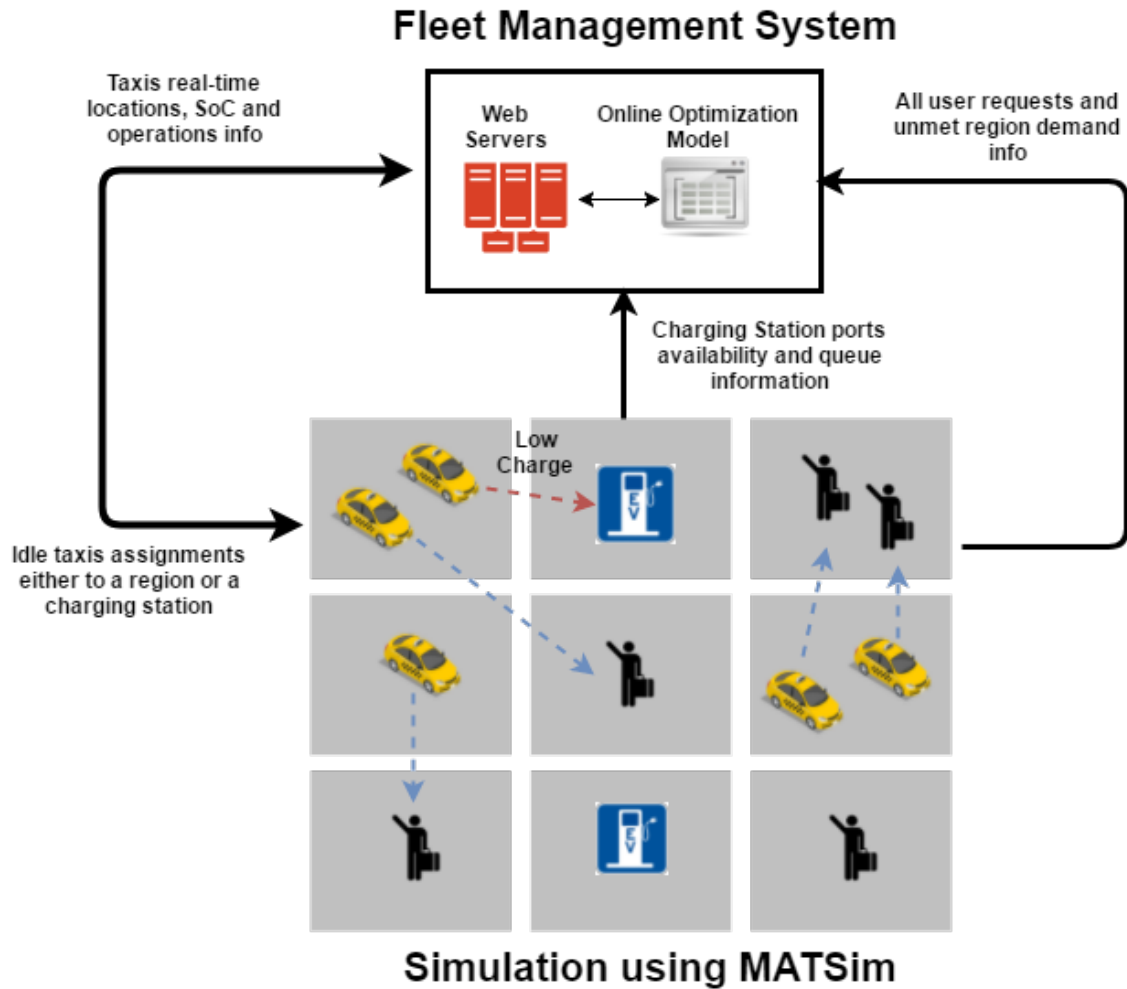 Fleet Management System
Taxis real-time
locations, SoC and
operations info
Web
Servers
Online Optimization
Model
All user requests and
unmet region demand
info
Charging Station ports
availability and queue
information
Low
Charge
EV
Idle taxis assignments
either to a region or a
charging station
EV
Simulation using MATSim